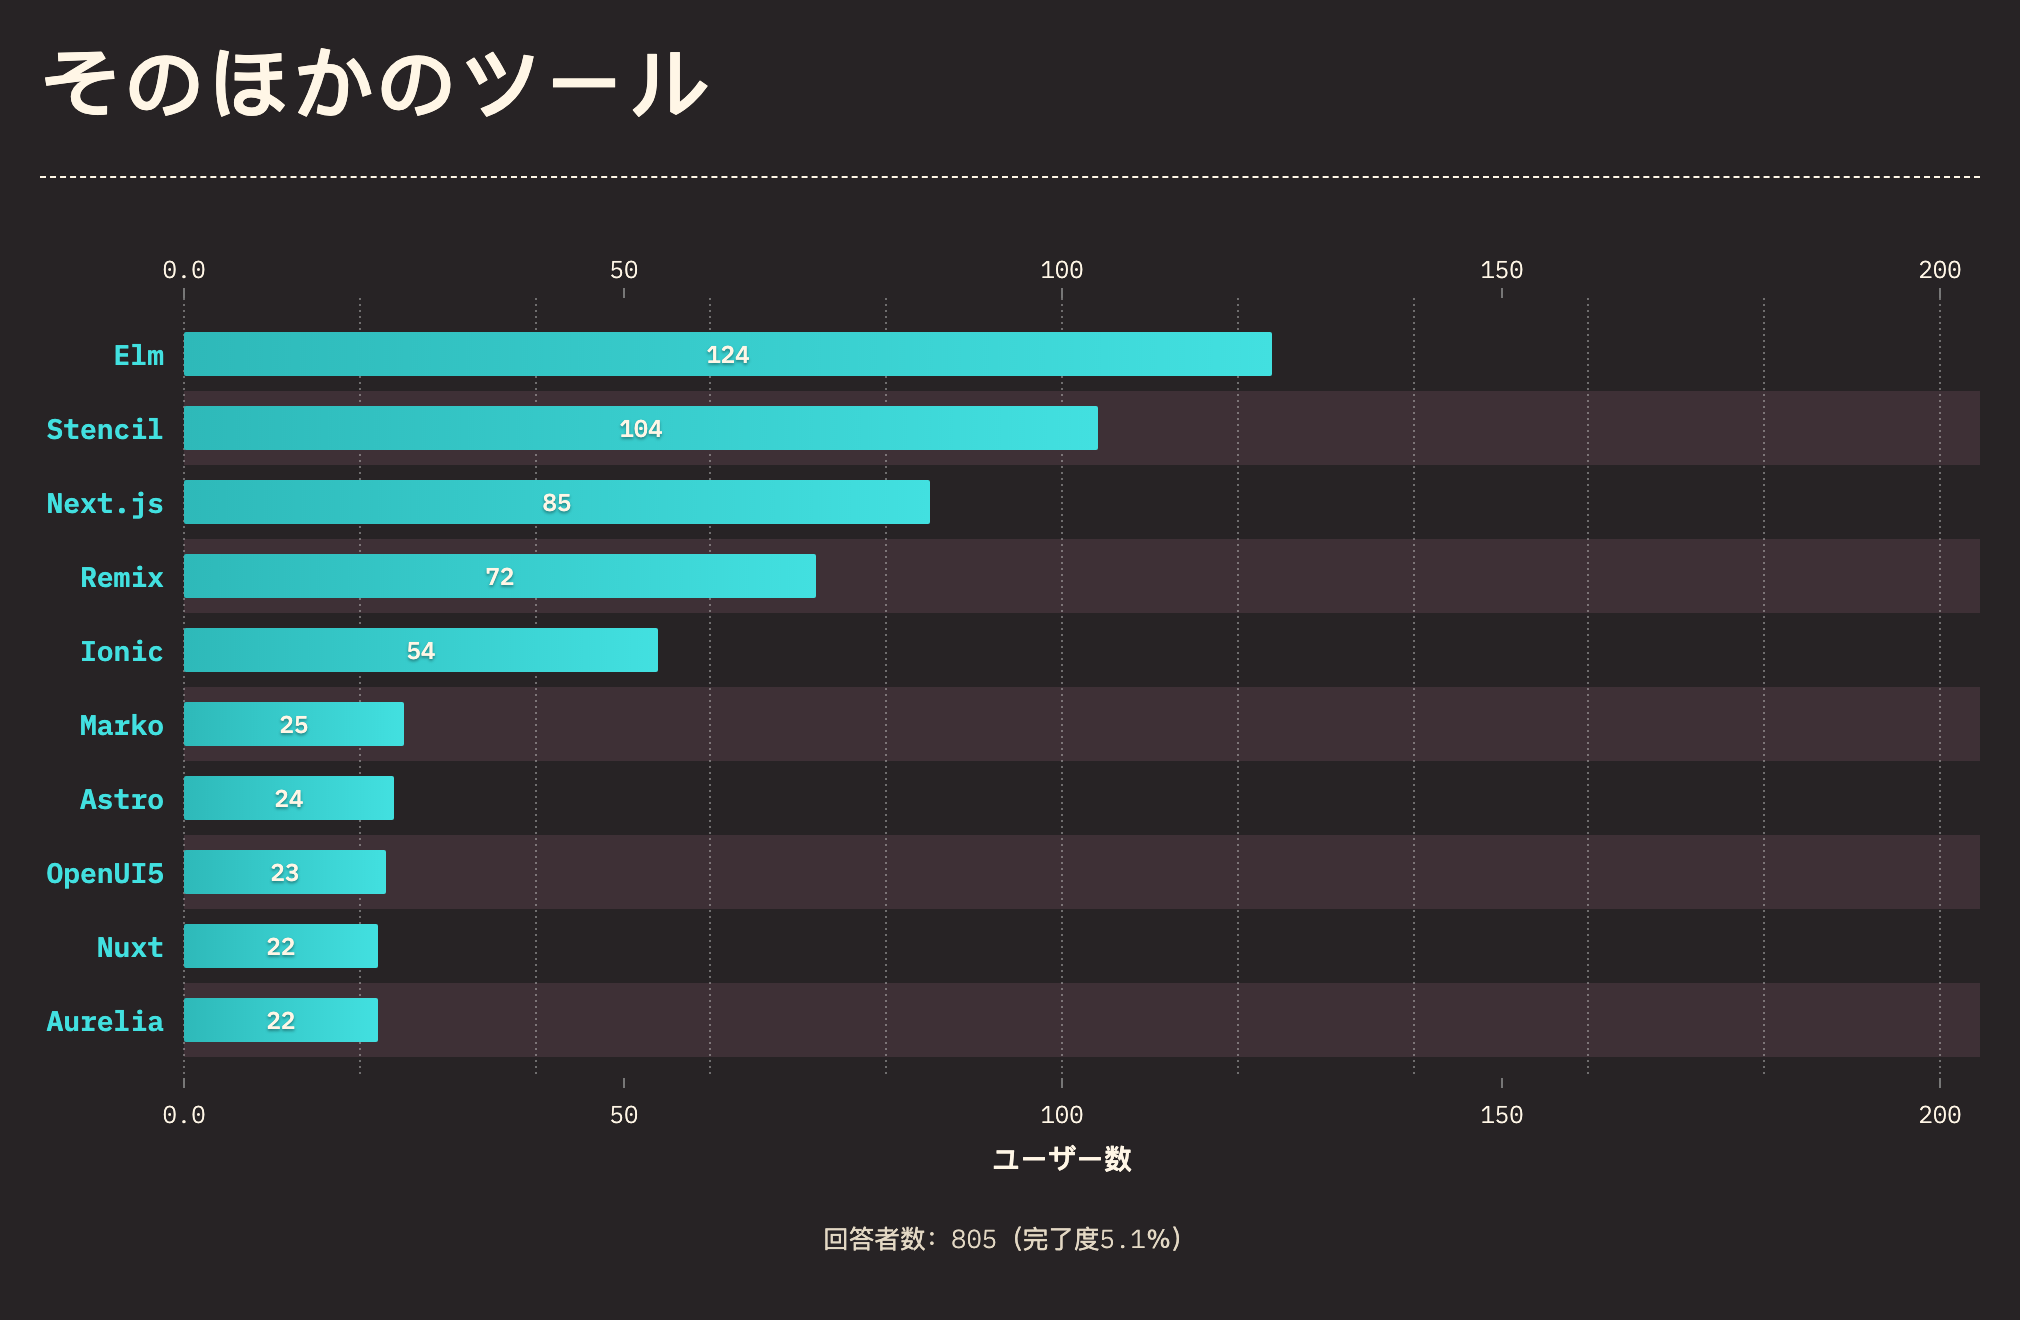 そのほかのツール
0.0 50 100 150 200
Elm 124
Stencil 104
Next.js 85
Remix 72
Ionic 54
Marko 25
Astro 24
OpenUI5 23
Nuxt 22
Aurelia 22
0.0 50 100 150 200
ユーザー数
回答者数: 805 (完了度5.1%)